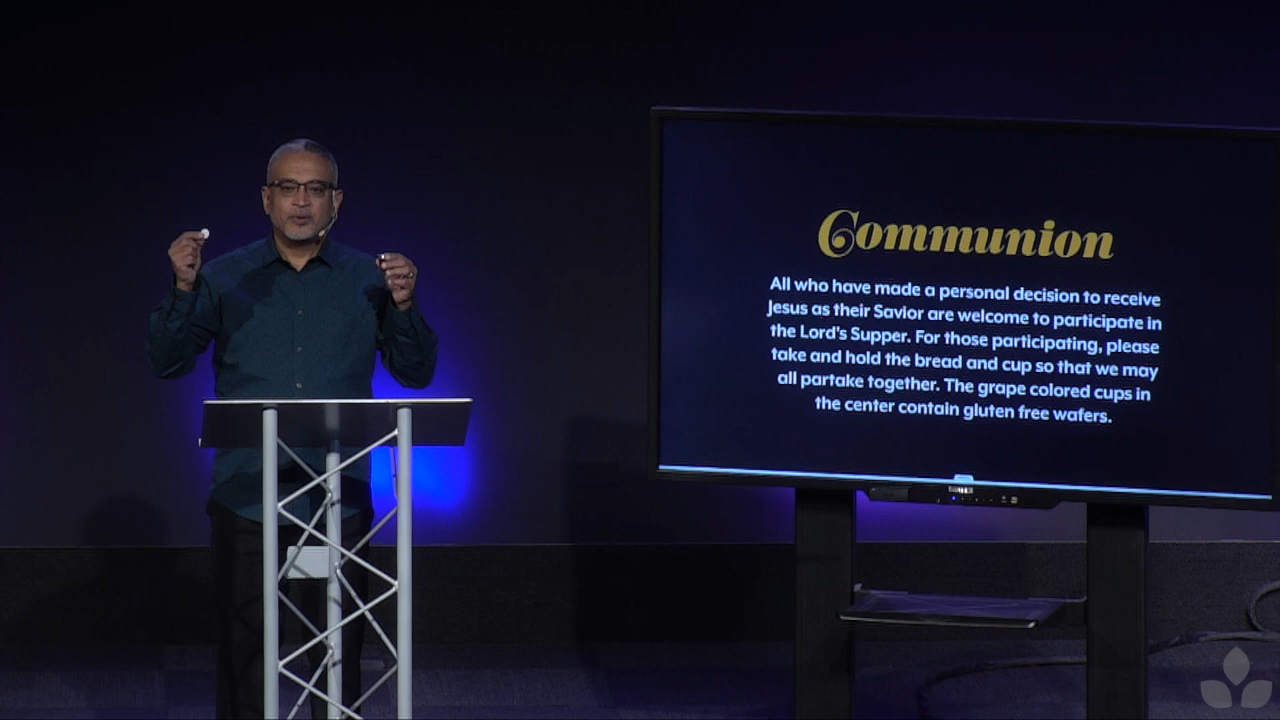 Communion
All who have made a personal decision to receive
Jesus as their Savior are welcome to participate in
the Lord's Supper. For those participating, please
take and hold the bread and cup so that we may
all partake together. The grape colored cups in
the center contain gluten free wafers.